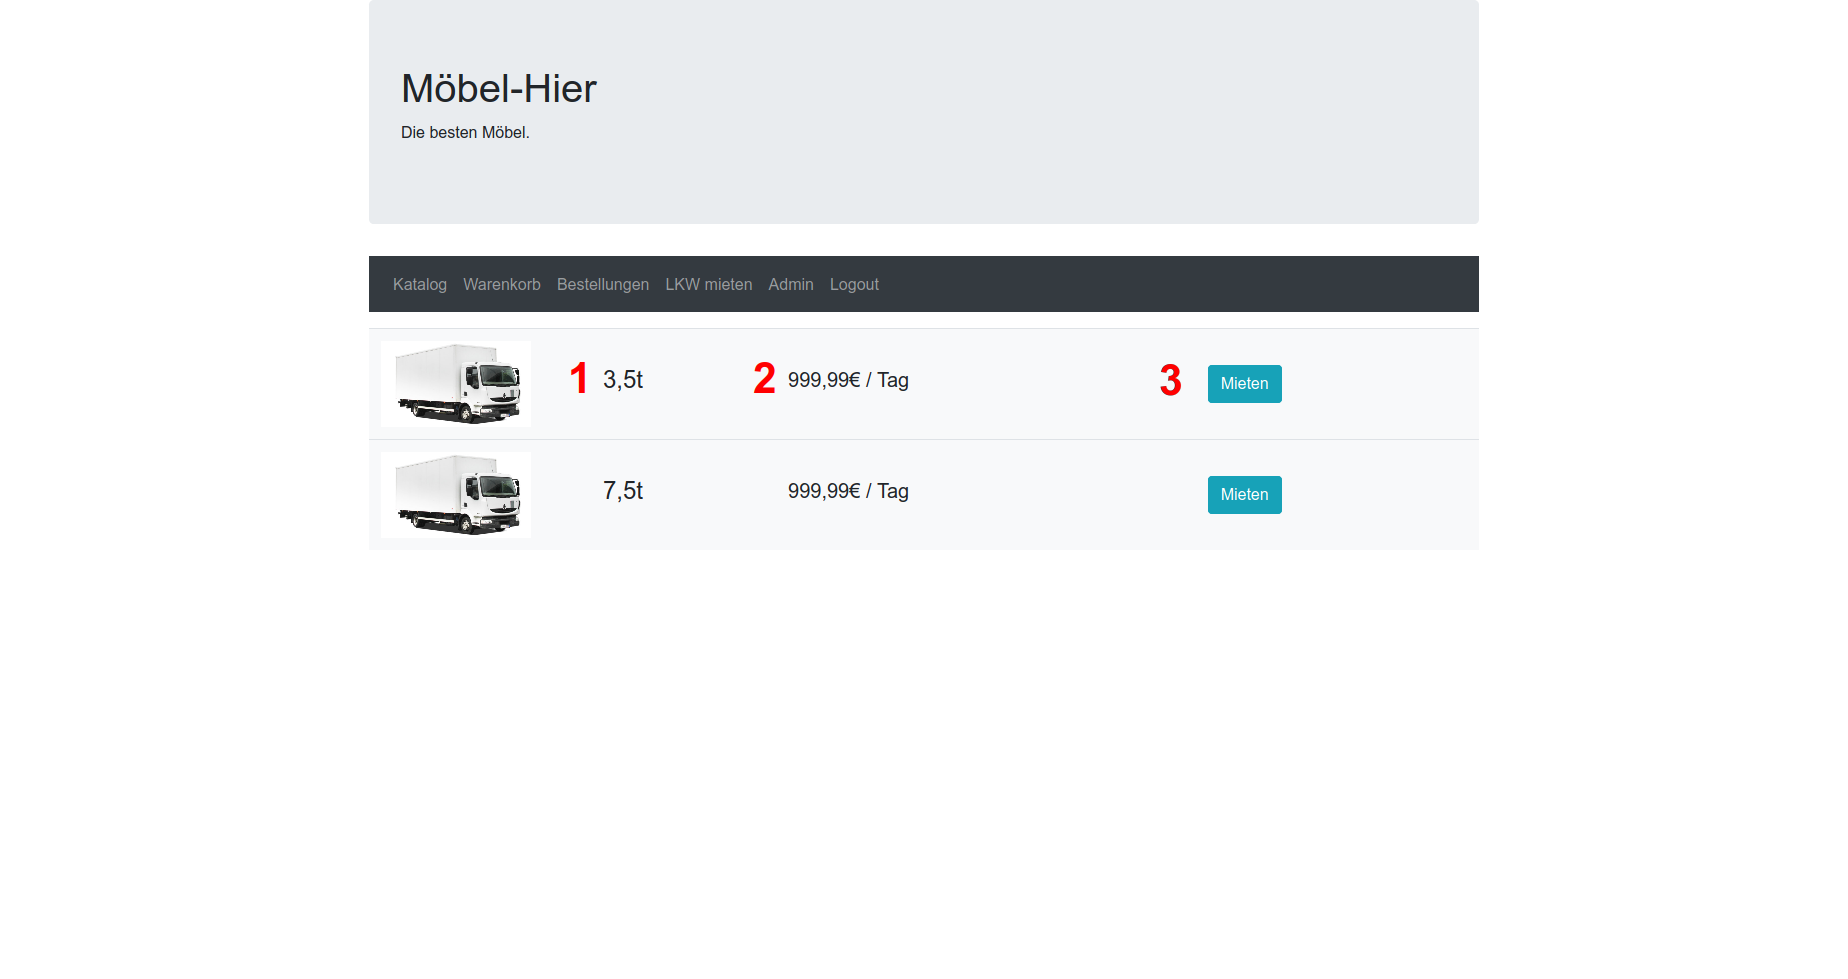 Möbel-Hier
Die besten Möbel.
Katalog Warenkorb Bestellungen LKW mieten Admin Logout
1 3,5t 2 999,99€ / Tag 3 Mieten
7,5t 999,99€ / Tag Mieten